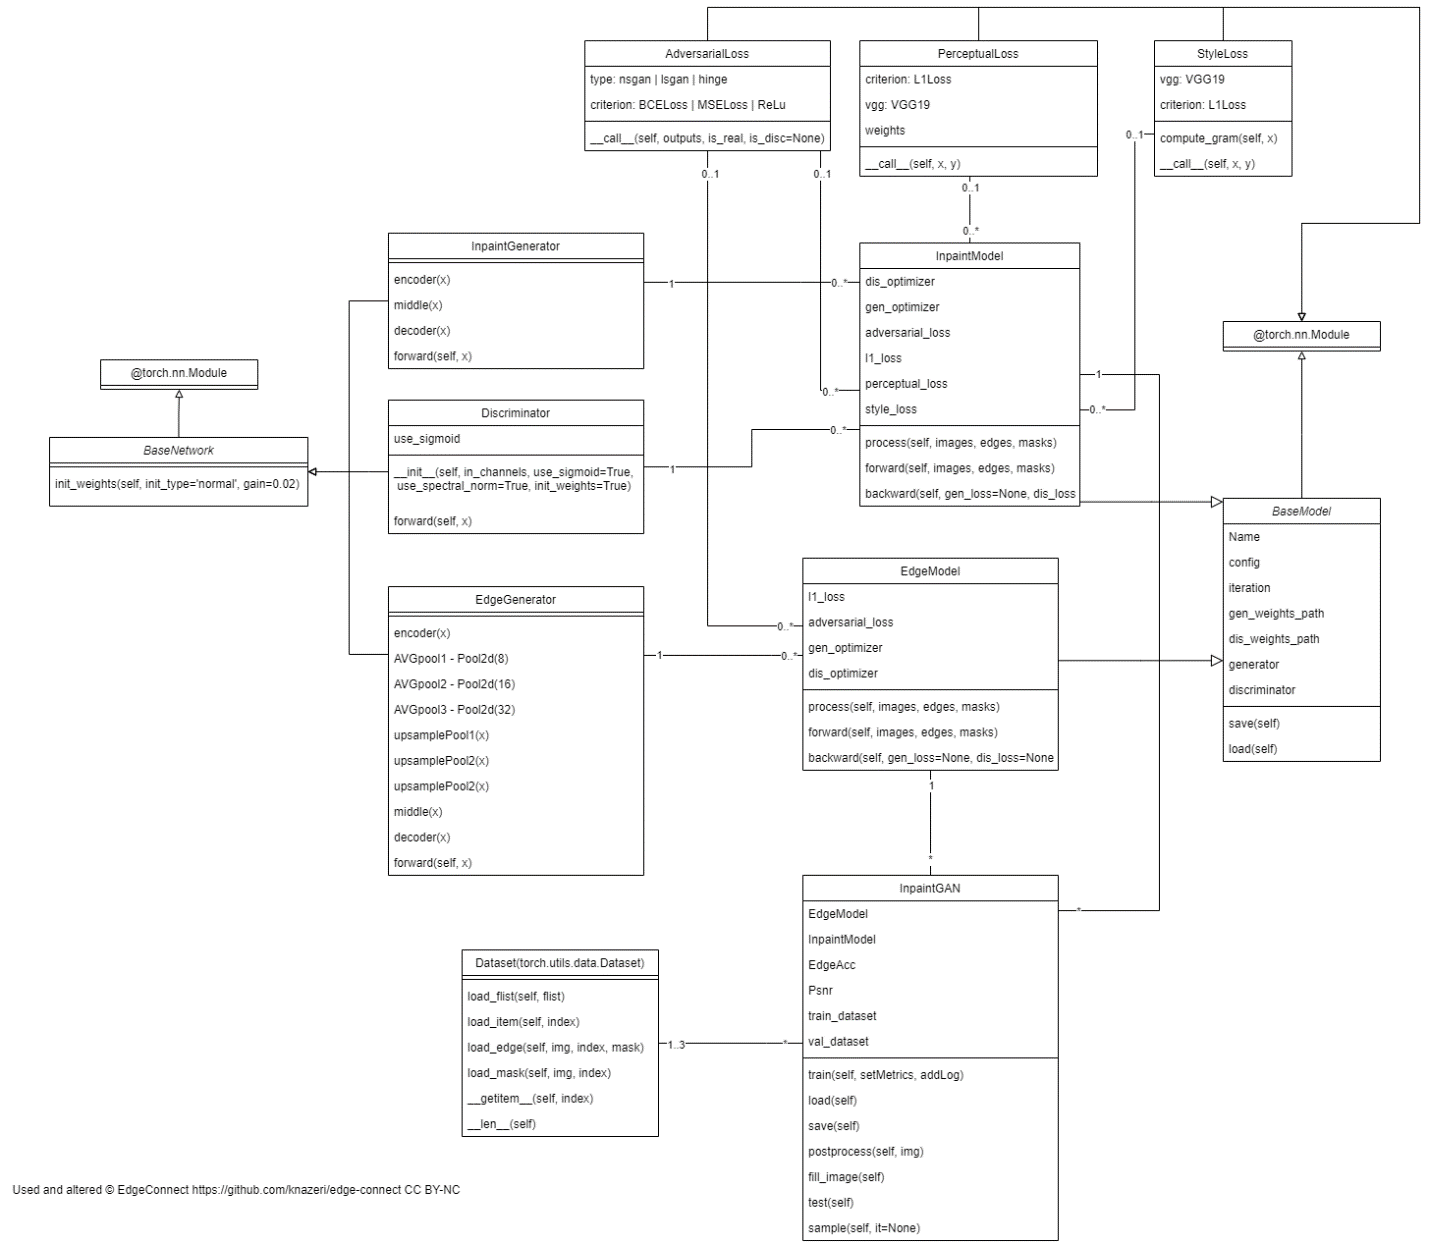 AdversarialLoss
type: nsgan | lsgan | hinge
criterion: BCELoss | MSELoss | ReLu
__call__(self, outputs, is_real, is_disc=None)
PerceptualLoss
criterion: L1Loss
vgg: VGG19
weights
__call__(self, x, y)
StyleLoss
vgg: VGG19
criterion: L1Loss
compute_gram(self, x)
__call__(self, x, y)
0..1
0..1
0..1
0..1
0..*
InpaintGenerator
encoder(x)
middle(x)
decoder(x)
forward(self, x)
1
0..*
InpaintModel
dis_optimizer
gen_optimizer
adversarial_loss
l1_loss
perceptual_loss
style_loss
process(self, images, edges, masks)
forward(self, images, edges, masks)
backward(self, gen_loss=None, dis_loss
0..*
1
0..*
@torch.nn.Module
@torch.nn.Module
BaseNetwork
init_weights(self, init_type='normal', gain=0.02)
Discriminator
use_sigmoid
__init__(self, in_channels, use_sigmoid=True,
use_spectral_norm=True, init_weights=True)
forward(self, x)
1
0..*
BaseModel
Name
config
iteration
gen_weights_path
dis_weights_path
generator
discriminator
save(self)
load(self)
EdgeGenerator
encoder(x)
AVGpool1 - Pool2d(8)
AVGpool2 - Pool2d(16)
AVGpool3 - Pool2d(32)
upsamplePool1(x)
upsamplePool2(x)
upsamplePool2(x)
middle(x)
decoder(x)
forward(self, x)
1
0..*
0..*
EdgeModel
l1_loss
adversarial_loss
gen_optimizer
dis_optimizer
process(self, images, edges, masks)
forward(self, images, edges, masks)
backward(self, gen_loss=None, dis_loss=None
1
*
InpaintGAN
EdgeModel
InpaintModel
EdgeAcc
Psnr
train_dataset
val_dataset
train(self, setMetrics, addLog)
load(self)
save(self)
postprocess(self, img)
fill_image(self)
test(self)
sample(self, it=None)
*
Dataset(torch.utils.data.Dataset)
load_flist(self, flist)
load_item(self, index)
load_edge(self, img, index, mask)
load_mask(self, img, index)
__getitem__(self, index)
__len__(self)
1..3
*
Used and altered © EdgeConnect https://github.com/knazeri/edge-connect CC BY-NC